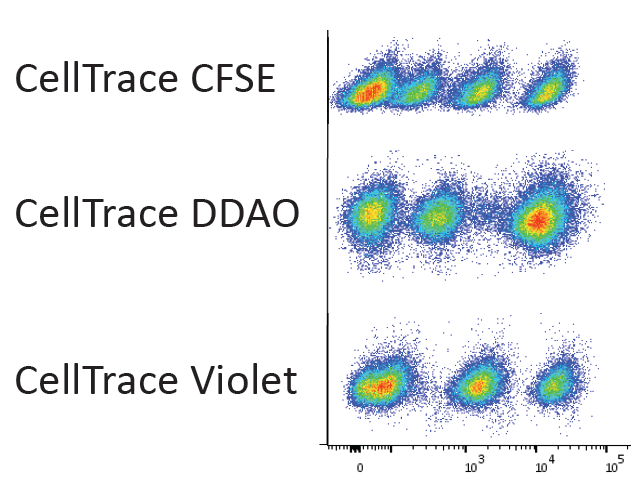 CellTrace CFSE
CellTrace DDAO
CellTrace Violet
0 10³ 10⁴ 10⁵